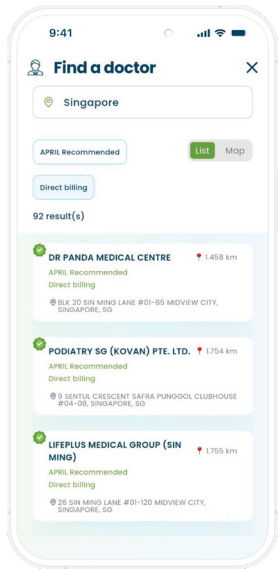 9:41
Find a doctor
Singapore
APRIL Recommended
List Map
Direct billing
92 result(s)
DR PANDA MEDICAL CENTRE 1.458 km
APRIL Recommended
Direct billing
BLK 20 SIN MING LANE #01-65 MIDVIEW CITY,
SINGAPORE, SG
PODIATRY SG (KOVAN) PTE. LTD. 1.754 km
APRIL Recommended
Direct billing
9 SENTUL CRESCENT SAFRA PUNGGOL CLUBHOUSE
#04-08, SINGAPORE, SG
LIFEPLUS MEDICAL GROUP (SIN
MING) 1.755 km
APRIL Recommended
Direct billing
26 SIN MING LANE #01-120 MIDVIEW CITY,
SINGAPORE, SG